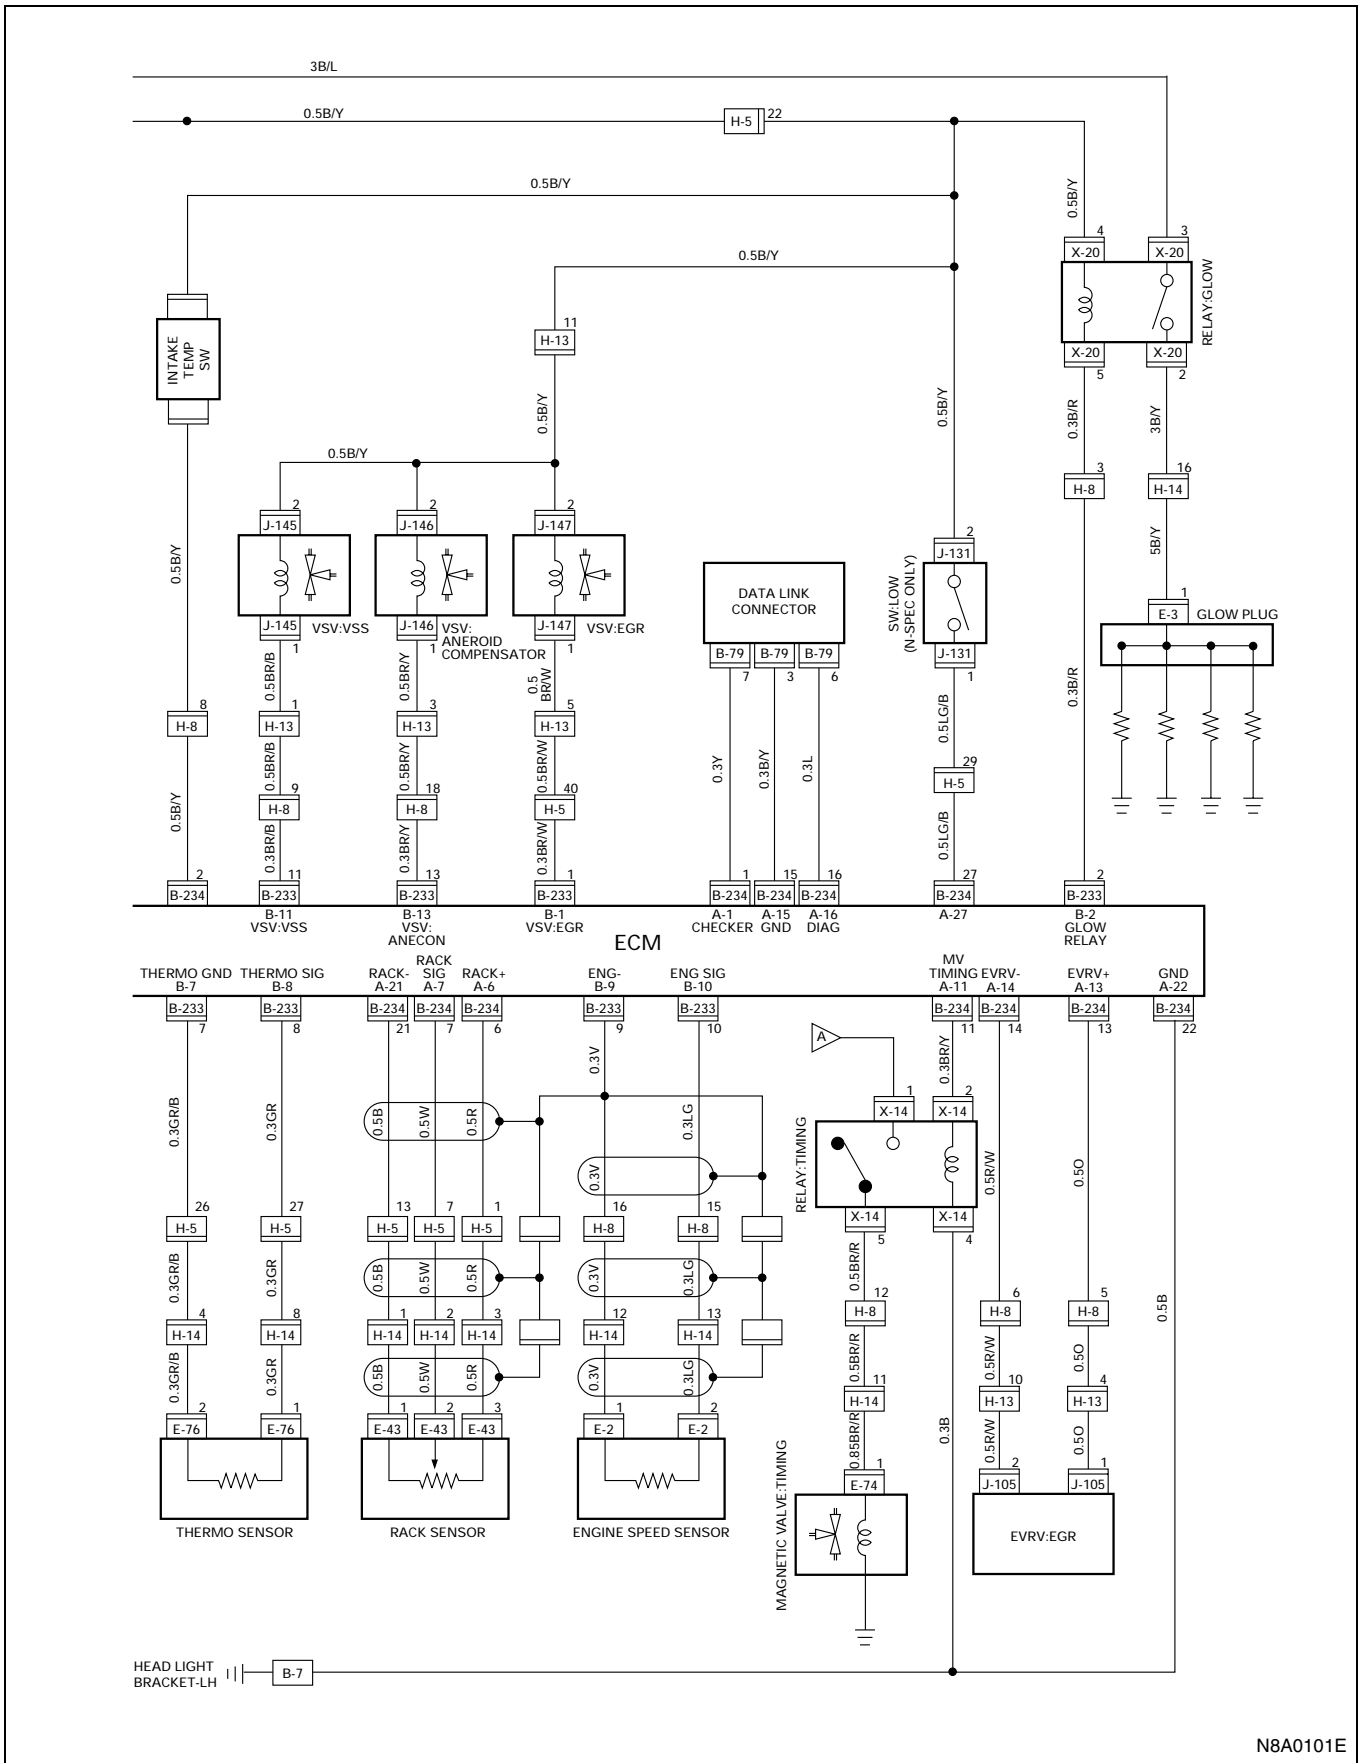 3B/L
0.5B/Y
H-5
22
0.5B/Y
0.5B/Y
0.5B/Y
4
3
X-20
X-20
RELAY:GLOW
X-20
X-20
5
2
INTAKE
TEMP
SW
11
H-13
0.5B/Y
0.5B/Y
0.3B/R
3B/Y
0.5B/Y
3
16
H-8
H-14
2
2
2
J-145
J-146
J-147
0.5B/Y
5B/Y
2
J-131
SW:LOW
(N-SPEC ONLY)
DATA LINK
CONNECTOR
1
E-3
GLOW PLUG
J-145
VSV:VSS
J-146
VSV:
ANEROID
COMPENSATOR
J-147
VSV:EGR
1
1
1
B-79
B-79
B-79
7
3
6
J-131
1
0.5BR/B
0.5BR/Y
0.5
BR/W
0.3B/R
0.5LG/B
8
1
3
5
H-8
H-13
H-13
H-13
0.5BR/B
0.5BR/Y
0.5BR/W
0.3Y
0.3B/Y
0.3L
29
H-5
9
18
40
H-8
H-8
H-5
0.5B/Y
0.3BR/B
0.3BR/Y
0.3BR/W
0.5LG/B
2
11
13
1
1
15
16
27
2
B-234
B-233
B-233
B-233
B-234
B-234
B-234
B-234
B-233
B-11
VSV:VSS
B-13
VSV:
ANECON
B-1
VSV:EGR
A-1
CHECKER
A-15
GND
A-16
DIAG
A-27
B-2
GLOW
RELAY
ECM
THERMO GND
B-7
THERMO SIG
B-8
RACK-
A-21
RACK
SIG
A-7
RACK+
A-6
ENG-
B-9
ENG SIG
B-10
MV
TIMING
A-11
EVRV-
A-14
EVRV+
A-13
GND
A-22
B-233
B-233
B-234
B-234
B-234
B-233
B-233
B-234
B-234
B-234
B-234
7
8
21
7
6
9
10
11
14
13
22
A
0.3V
0.3BR/Y
1
2
X-14
X-14
0.3GR/B
0.3GR
0.5B
0.5W
0.5R
0.3LG
RELAY:TIMING
0.3V
0.5R/W
0.5O
26
27
13
7
1
16
15
H-5
H-5
H-5
H-5
H-5
H-8
H-8
X-14
X-14
5
4
0.3GR/B
0.3GR
0.5B
0.5W
0.5R
0.3V
0.3LG
0.5BR/R
12
6
5
H-8
H-8
H-8
0.5B
4
8
1
2
3
12
13
H-14
H-14
H-14
H-14
H-14
H-14
H-14
0.3GR/B
0.3GR
0.5B
0.5W
0.5R
0.3V
0.3LG
0.5BR/R
0.5R/W
0.5O
11
10
4
H-14
H-13
H-13
2
1
1
2
3
1
2
E-76
E-76
E-43
E-43
E-43
E-2
E-2
0.85BR/R
0.3B
0.5R/W
0.5O
1
2
1
E-74
J-105
J-105
THERMO SENSOR
RACK SENSOR
ENGINE SPEED SENSOR
MAGNETIC VALVE:TIMING
EVRV:EGR
HEAD LIGHT
BRACKET-LH
B-7
N8A0101E